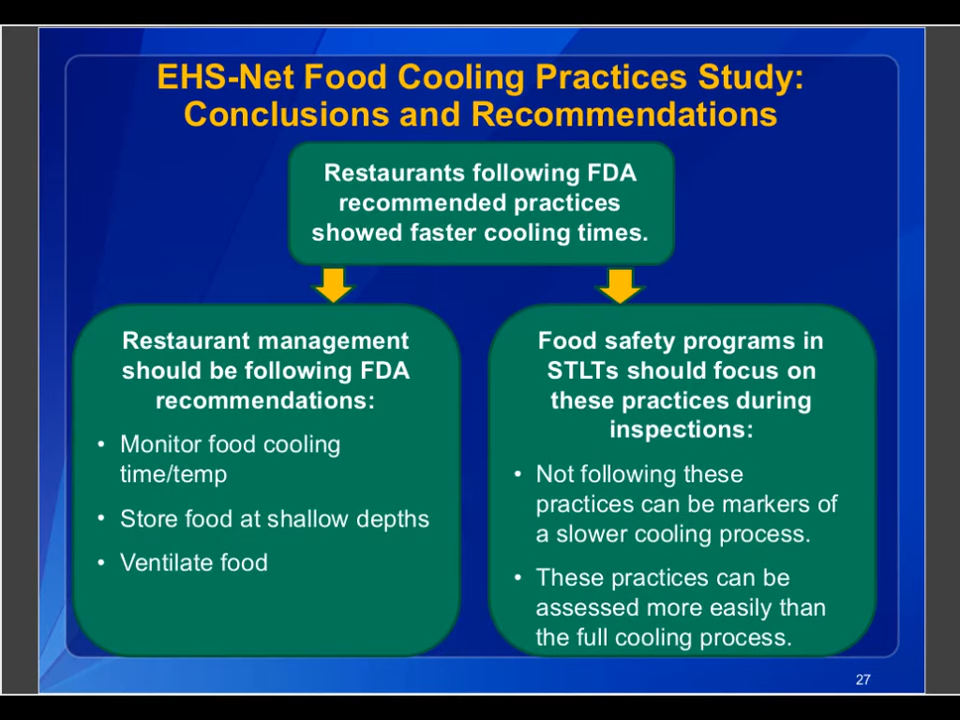 EHS-Net Food Cooling Practices Study:
Conclusions and Recommendations
Restaurants following FDA
recommended practices
showed faster cooling times.
Restaurant management
should be following FDA
recommendations:
• Monitor food cooling
time/temp
• Store food at shallow depths
• Ventilate food
Food safety programs in
STLTs should focus on
these practices during
inspections:
• Not following these
practices can be markers of
a slower cooling process.
• These practices can be
assessed more easily than
the full cooling process.
27